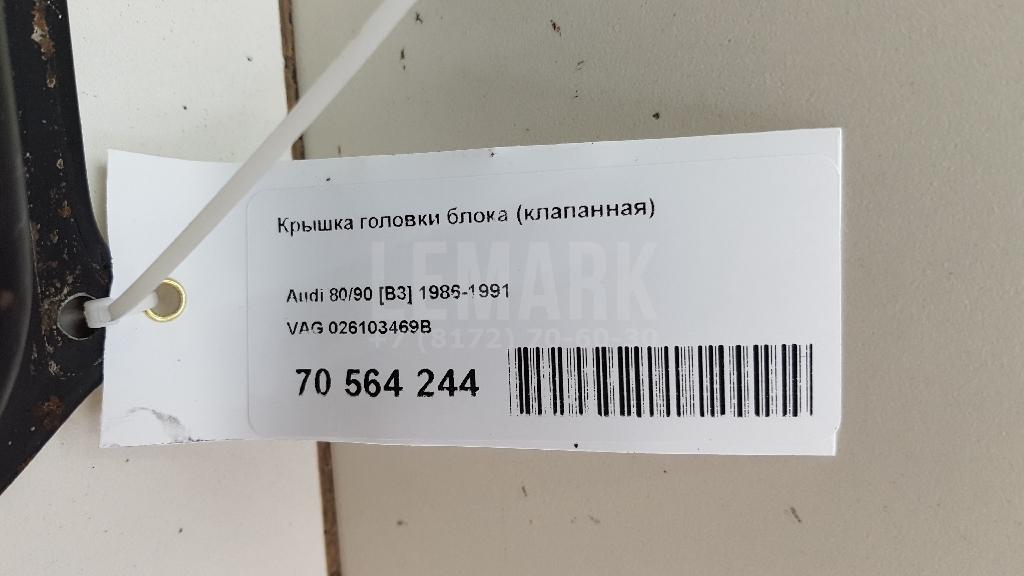 Крышка головки блока (клапанная)
LEMARK
Audi 80/90 [B3] 1986-1991
VAG 026103469B
+7 (8172) 70-60-30
70 564 244